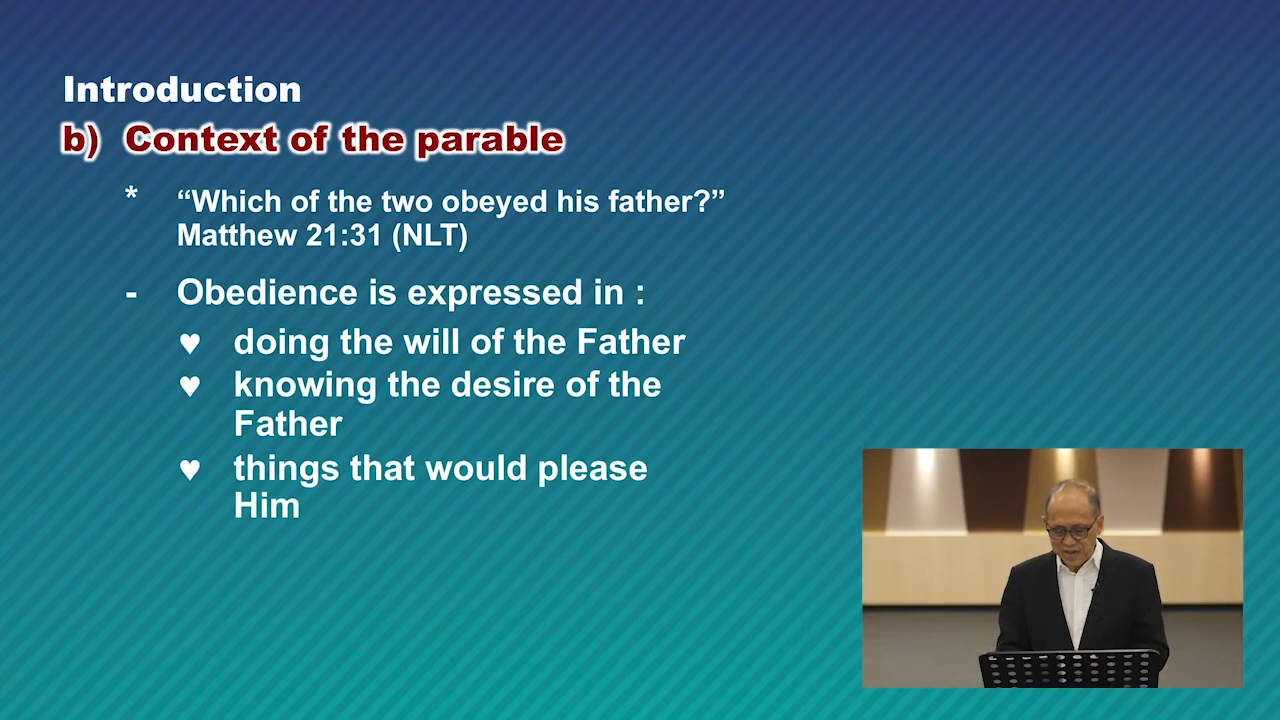 Introduction
b) Context of the parable
* “Which of the two obeyed his father?”
Matthew 21:31 (NLT)
- Obedience is expressed in :
♥ doing the will of the Father
♥ knowing the desire of the
Father
♥ things that would please
Him